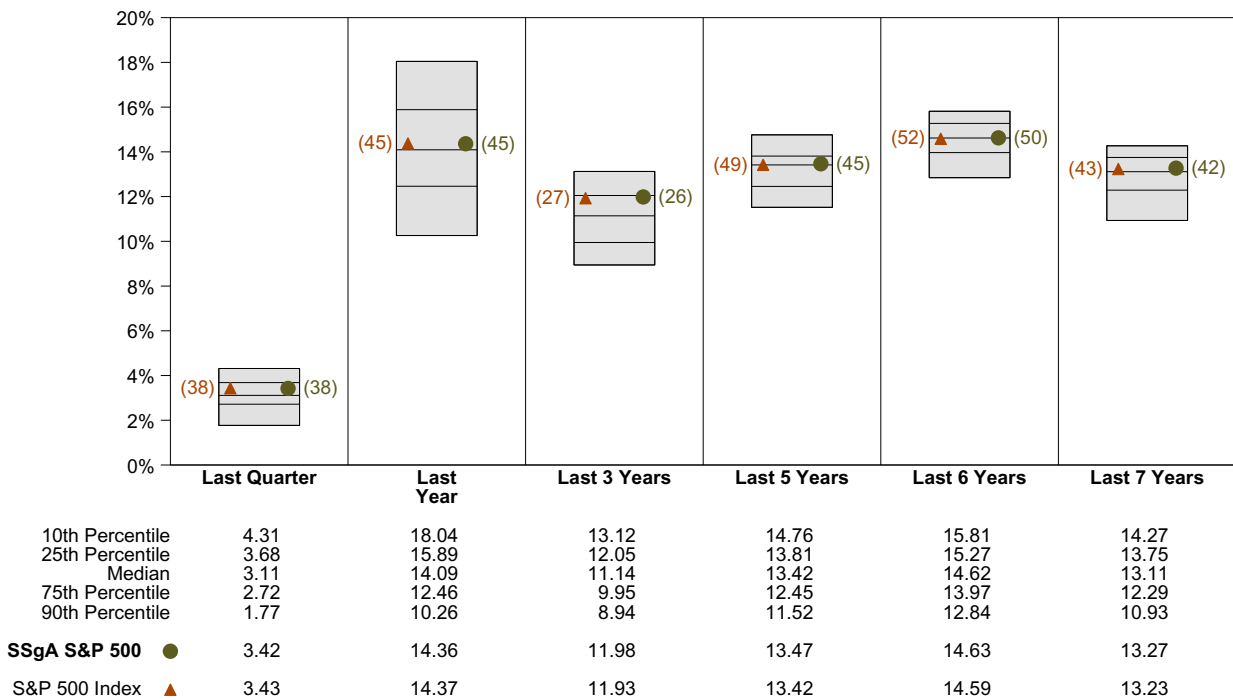 20%
18%
16%
14%
12%
10%
8%
6%
4%
2%
0%
(38) (38)
(45) (45)
(27) (26)
(49) (45)
(52) (50)
(43) (42)
Last Quarter Last Year Last 3 Years Last 5 Years Last 6 Years Last 7 Years
10th Percentile 4.31 18.04 13.12 14.76 15.81 14.27
25th Percentile 3.68 15.89 12.05 13.81 15.27 13.75
Median 3.11 14.09 11.14 13.42 14.62 13.11
75th Percentile 2.72 12.46 9.95 12.45 13.97 12.29
90th Percentile 1.77 10.26 8.94 11.52 12.84 10.93
SSgA S&P 500 3.42 14.36 11.98 13.47 14.63 13.27
S&P 500 Index 3.43 14.37 11.93 13.42 14.59 13.23